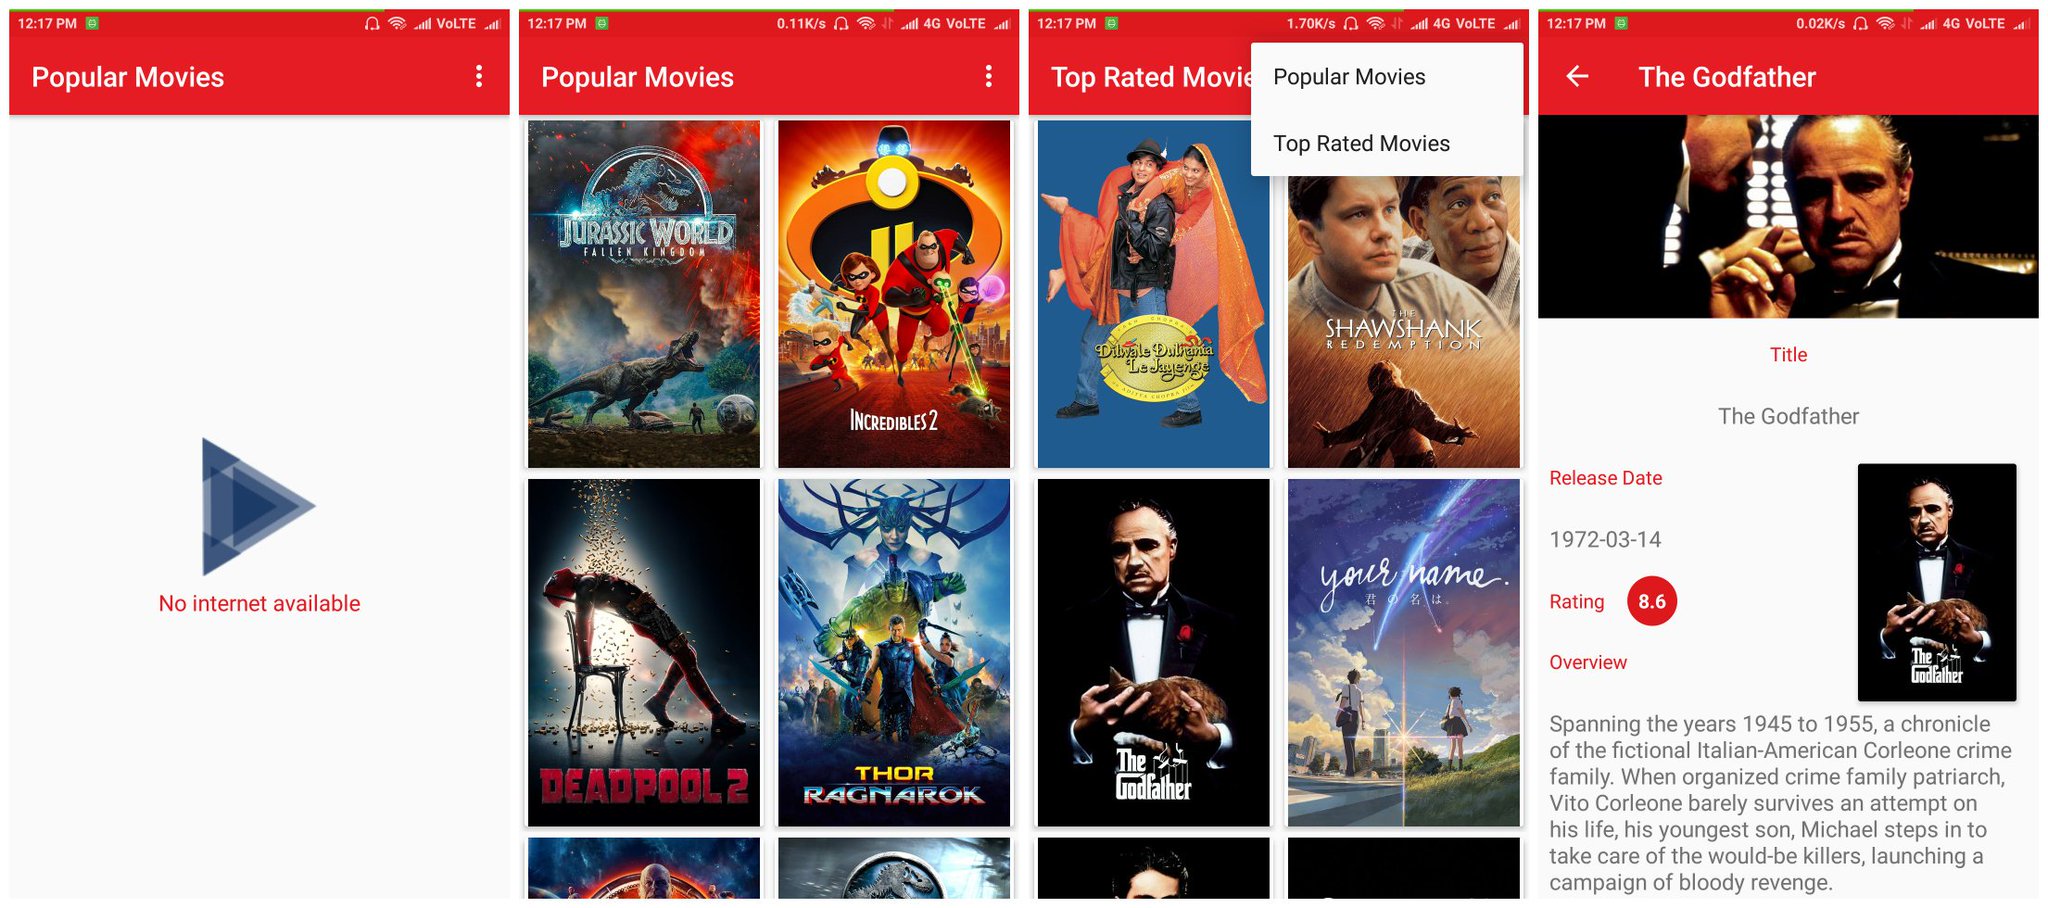 12:17 PM VoLTE
Popular Movies
No internet available
12:17 PM 0.11K/s 4G VoLTE
Popular Movies
JURASSIC WORLD
FALLEN KINGDOM
INCREDIBLES 2
DEADPOOL 2
THOR
RAGNAROK
12:17 PM 1.70K/s 4G VoLTE
Top Rated Movie
Popular Movies
Top Rated Movies
Dilwale Dulhania
Le Jayenge
THE
SHAWSHANK
REDEMPTION
The
Godfather
your name.
君の名は。
12:17 PM 0.02K/s 4G VoLTE
The Godfather
Title
The Godfather
Release Date
1972-03-14
Rating 8.6
Overview
The
Godfather
Spanning the years 1945 to 1955, a chronicle
of the fictional Italian-American Corleone crime
family. When organized crime family patriarch,
Vito Corleone barely survives an attempt on
his life, his youngest son, Michael steps in to
take care of the would-be killers, launching a
campaign of bloody revenge.